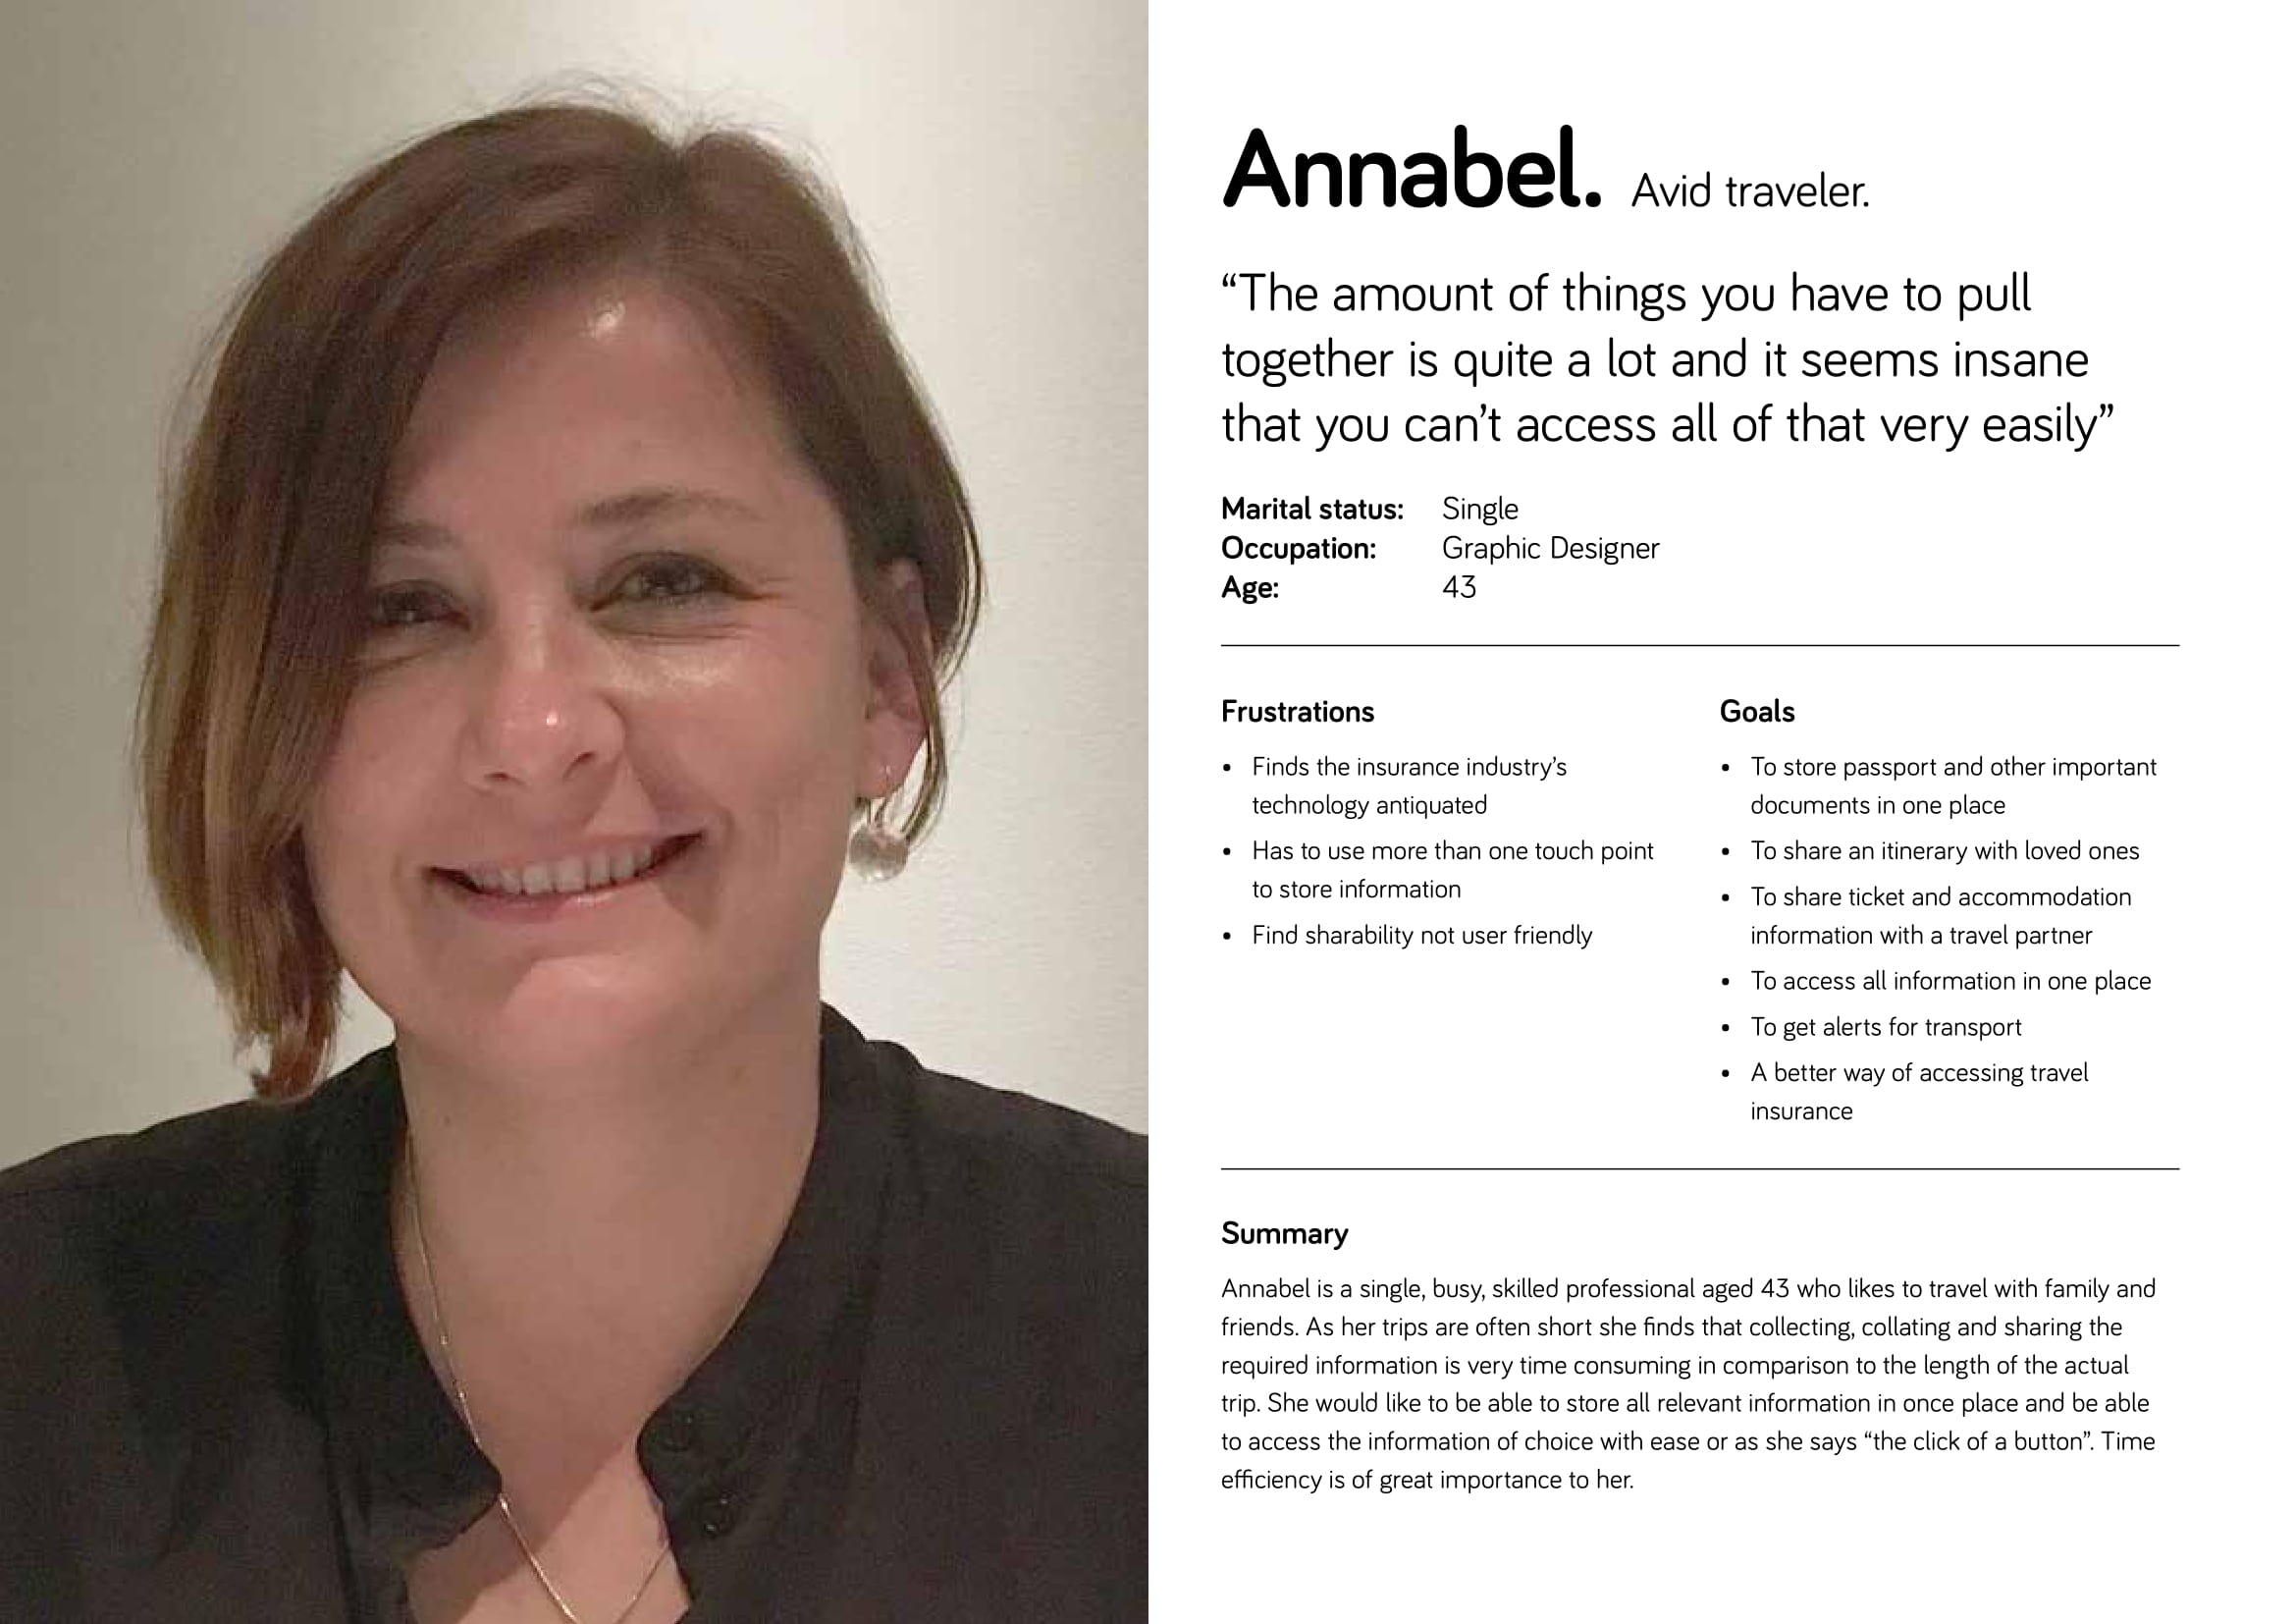 Annabel. Avid traveler.
“The amount of things you have to pull
together is quite a lot and it seems insane
that you can’t access all of that very easily”
Marital status: Single
Occupation: Graphic Designer
Age: 43
Frustrations
• Finds the insurance industry’s
technology antiquated
• Has to use more than one touch point
to store information
• Find sharability not user friendly
Goals
• To store passport and other important
documents in one place
• To share an itinerary with loved ones
• To share ticket and accommodation
information with a travel partner
• To access all information in one place
• To get alerts for transport
• A better way of accessing travel
insurance
Summary
Annabel is a single, busy, skilled professional aged 43 who likes to travel with family and
friends. As her trips are often short she finds that collecting, collating and sharing the
required information is very time consuming in comparison to the length of the actual
trip. She would like to be able to store all relevant information in once place and be able
to access the information of choice with ease or as she says “the click of a button”. Time
efficiency is of great importance to her.